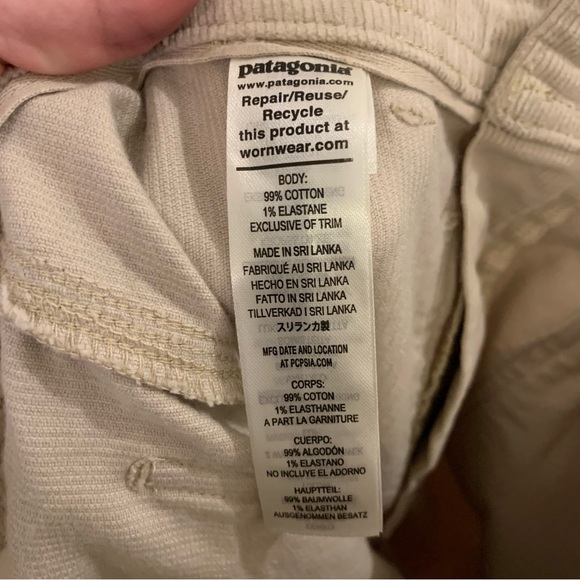 patagonia
www.patagonia.com
Repair/Reuse/
Recycle
this product at
wornwear.com
BODY:
99% COTTON
1% ELASTANE
EXCLUSIVE OF TRIM
MADE IN SRI LANKA
FABRIQUÉ AU SRI LANKA
HECHO EN SRI LANKA
FATTO IN SRI LANKA
TILLVERKAD I SRI LANKA
スリランカ製
MFG DATE AND LOCATION
AT PCPSIA.COM
CORPS:
99% COTON
1% ELASTHANNE
A PART LA GARNITURE
CUERPO:
99% ALGODÓN
1% ELASTANO
NO INCLUYE EL ADORNO
HAUPTTEIL:
99% BAUMWOLLE
1% ELASTHAN
AUSGENOMMEN BESATZ